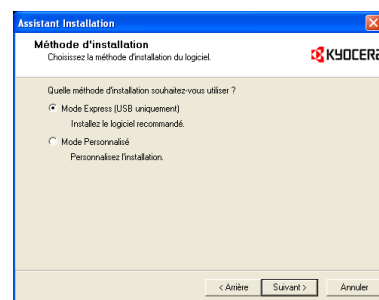 Assistant Installation
Méthode d'installation
Choisissez la méthode d'installation du logiciel.
KYOCERA
Quelle méthode d'installation souhaitez-vous utiliser ?
Mode Express (USB uniquement)
Installez le logiciel recommandé.
Mode Personnalisé
Personnalisez l'installation.
< Arrière
Suivant >
Annuler